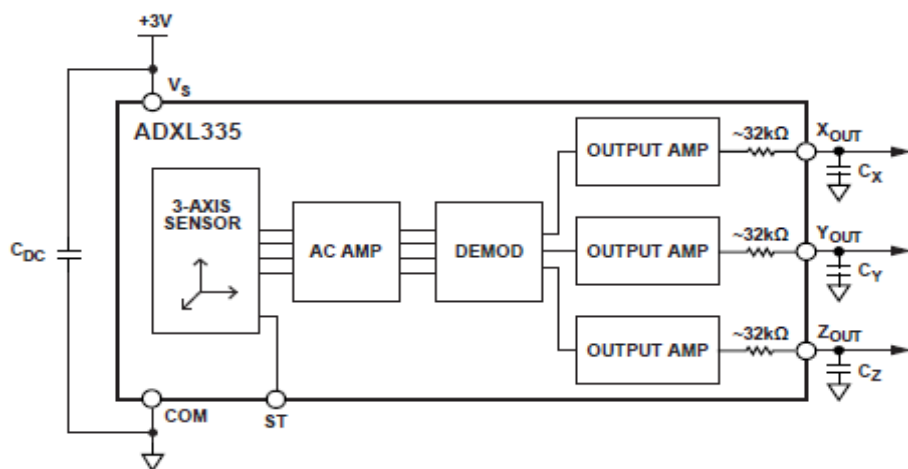 +3V
VS
ADXL335
3-AXIS
SENSOR
AC AMP
DEMOD
OUTPUT AMP
~32kΩ
XOUT
CX
OUTPUT AMP
~32kΩ
YOUT
CY
OUTPUT AMP
~32kΩ
ZOUT
CZ
CDC
COM
ST